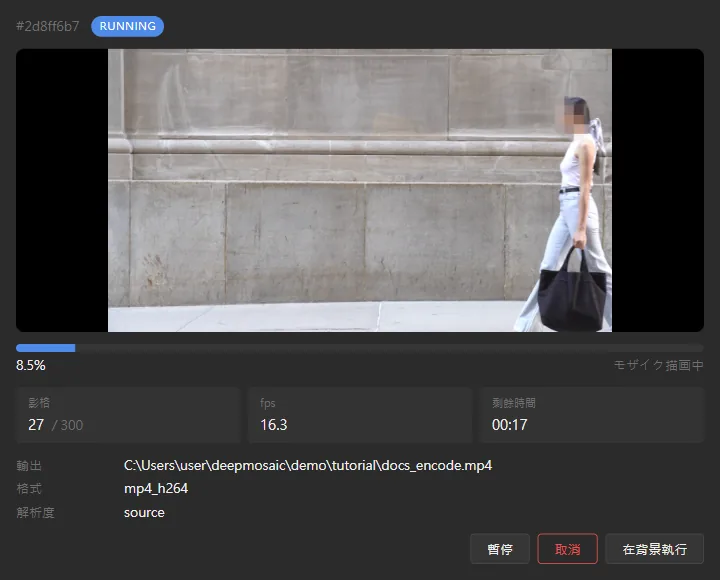 #2d8ff6b7 RUNNING
8.5% モザイク描画中
影格 fps 剩餘時間
27 / 300 16.3 00:17
輸出 C:\Users\user\deepmosaic\demo\tutorial\docs_encode.mp4
格式 mp4_h264
解析度 source
暫停 取消 在背景執行